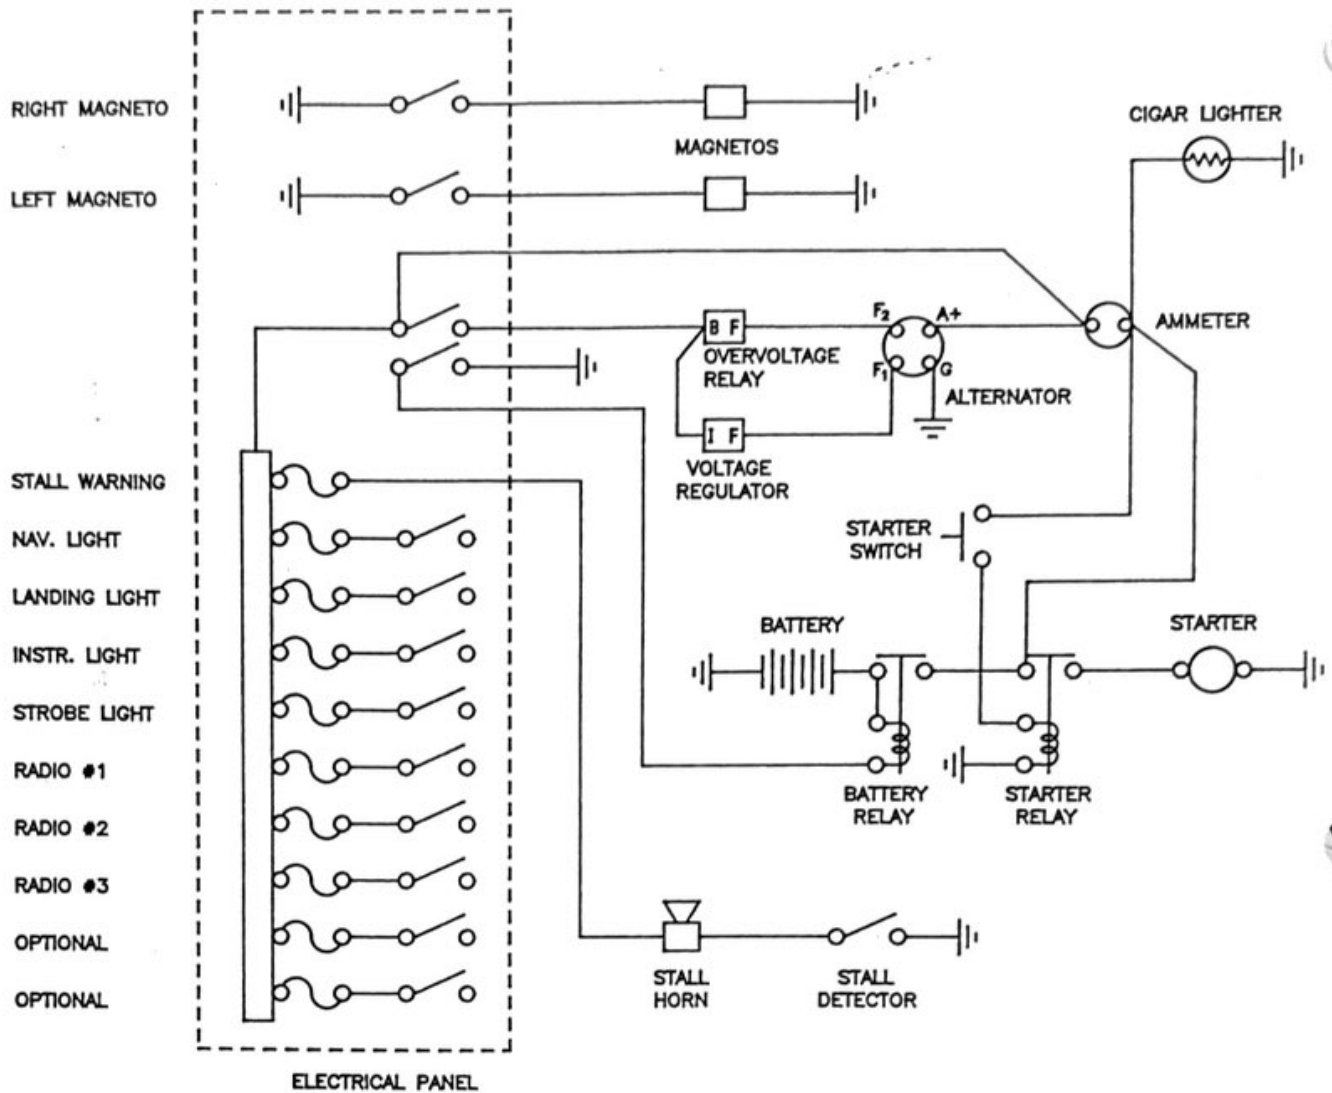 RIGHT MAGNETO
MAGNETOS
CIGAR LIGHTER
LEFT MAGNETO
F2
A+
AMMETER
B F
OVERVOLTAGE
RELAY
F1
G
ALTERNATOR
I F
VOLTAGE
REGULATOR
STALL WARNING
NAV. LIGHT
STARTER
SWITCH
LANDING LIGHT
BATTERY
STARTER
INSTR. LIGHT
STROBE LIGHT
RADIO #1
BATTERY
RELAY
STARTER
RELAY
RADIO #2
RADIO #3
OPTIONAL
STALL
HORN
STALL
DETECTOR
OPTIONAL
ELECTRICAL PANEL